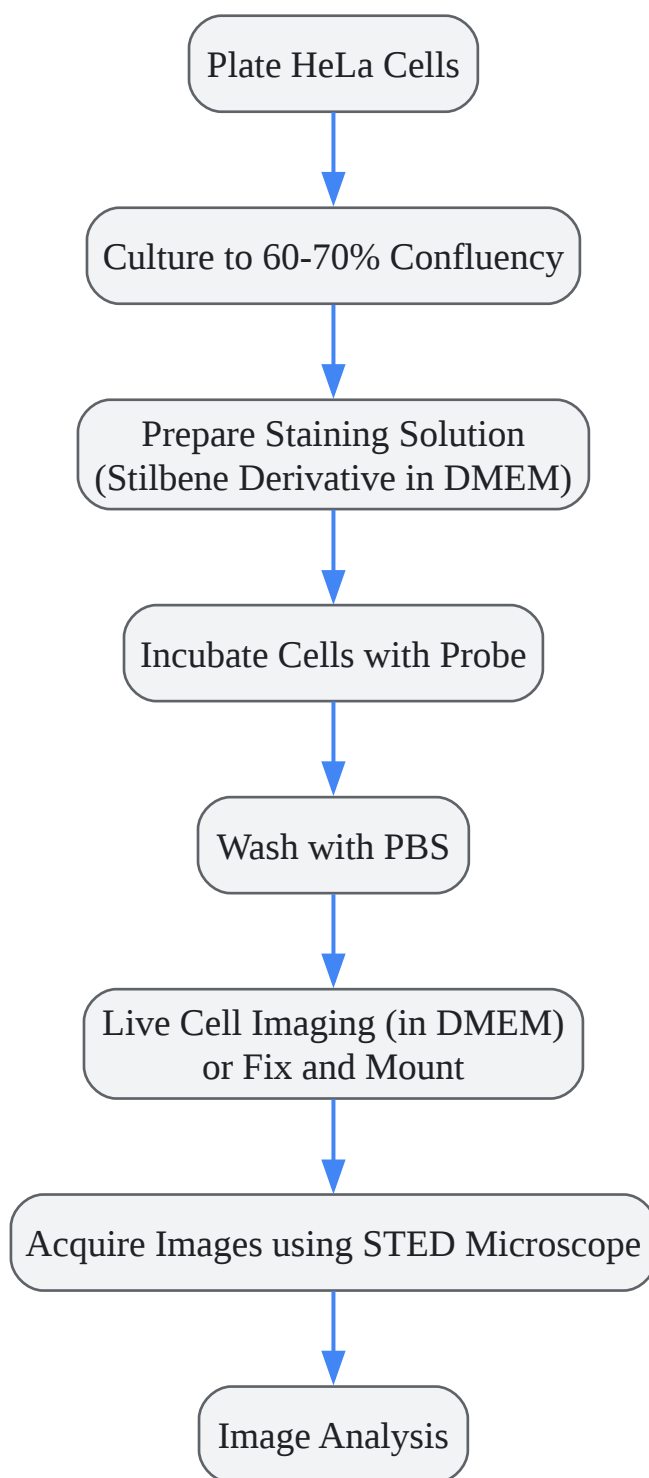 Plate HeLa Cells
Culture to 60-70% Confluency
Prepare Staining Solution
(Stilbene Derivative in DMEM)
Incubate Cells with Probe
Wash with PBS
Live Cell Imaging (in DMEM)
or Fix and Mount
Acquire Images using STED Microscope
Image Analysis